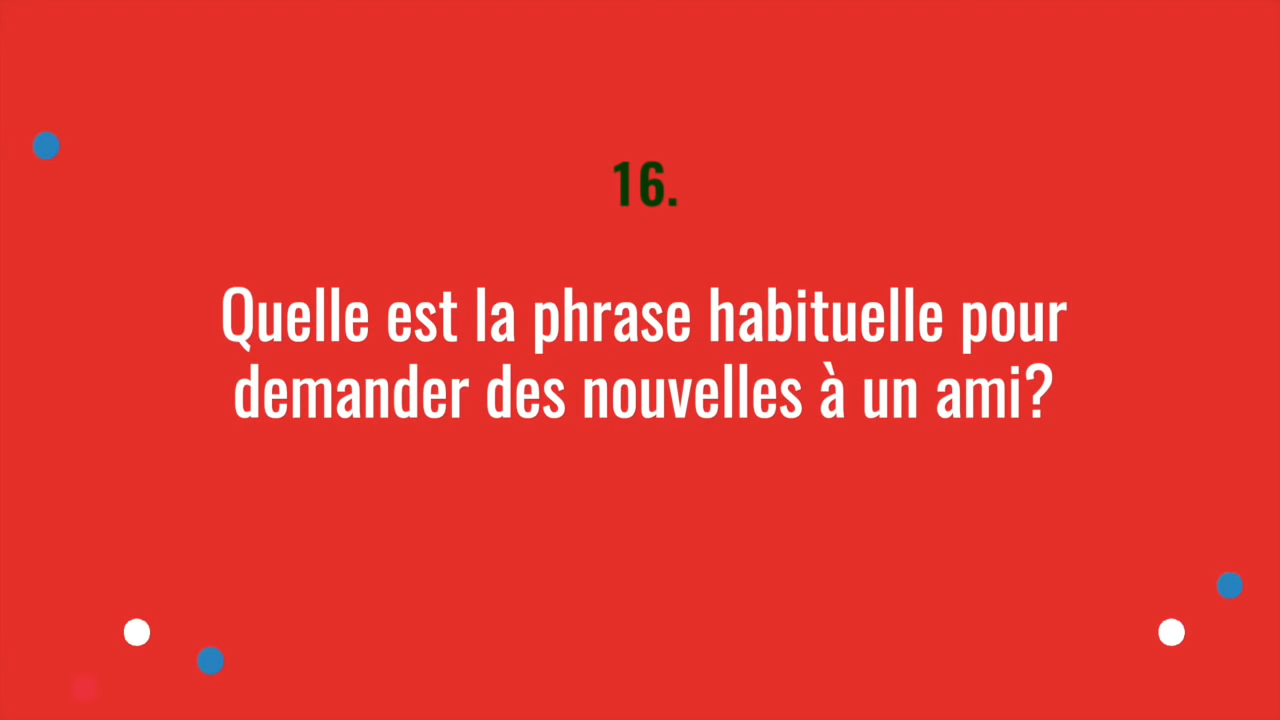 16.
Quelle est la phrase habituelle pour
demander des nouvelles à un ami?